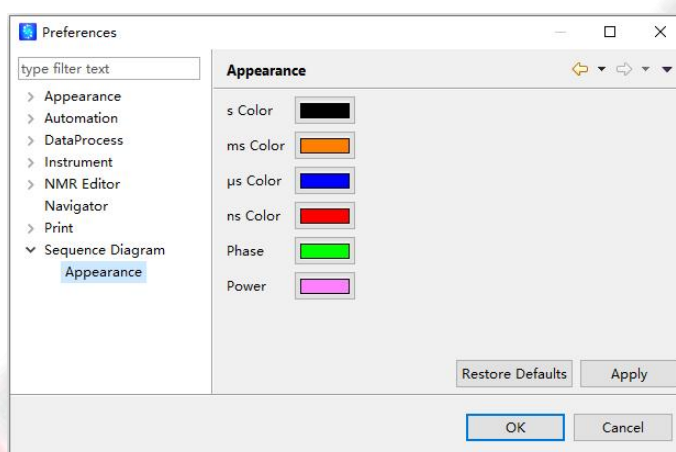 Preferences
type filter text
Appearance
Automation
DataProcess
Instrument
NMR Editor
Navigator
Print
Sequence Diagram
Appearance
Appearance
s Color
ms Color
µs Color
ns Color
Phase
Power
Restore Defaults
Apply
OK
Cancel